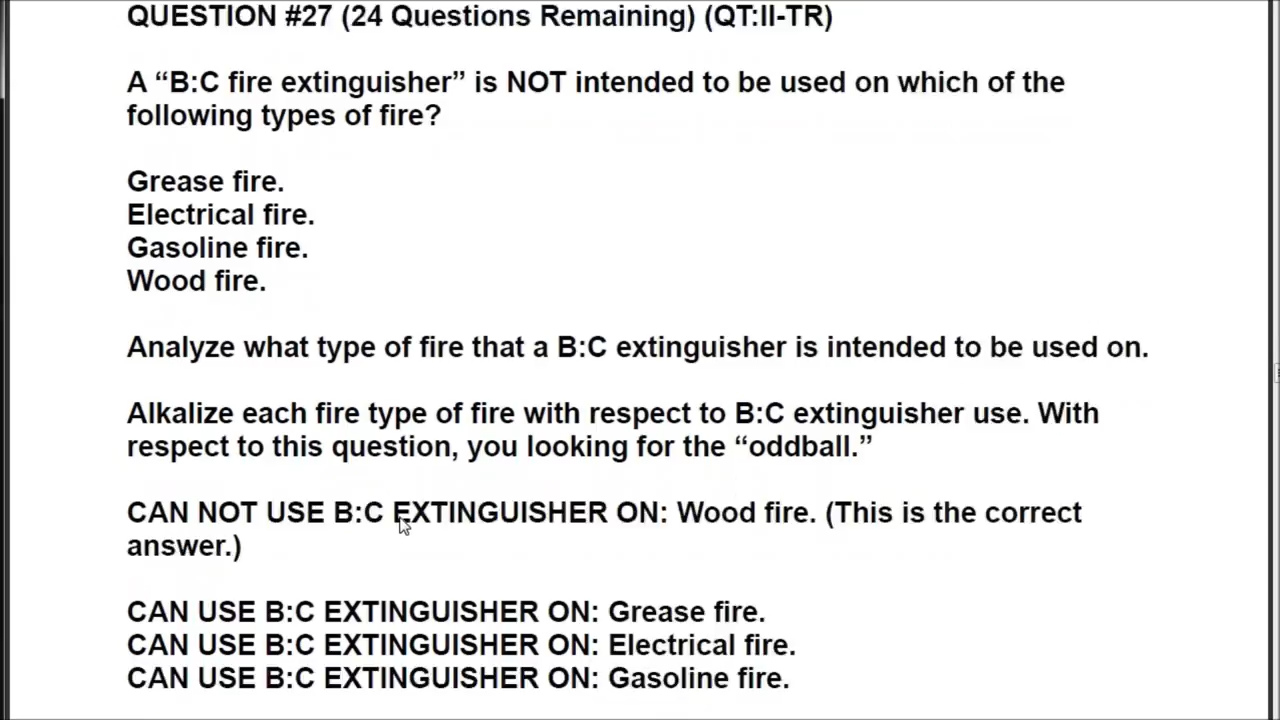 QUESTION #27 (24 Questions Remaining) (QT:II-TR)
A “B:C fire extinguisher” is NOT intended to be used on which of the
following types of fire?
Grease fire.
Electrical fire.
Gasoline fire.
Wood fire.
Analyze what type of fire that a B:C extinguisher is intended to be used on.
Alkalize each fire type of fire with respect to B:C extinguisher use. With
respect to this question, you looking for the “oddball.”
CAN NOT USE B:C EXTINGUISHER ON: Wood fire. (This is the correct
answer.)
CAN USE B:C EXTINGUISHER ON: Grease fire.
CAN USE B:C EXTINGUISHER ON: Electrical fire.
CAN USE B:C EXTINGUISHER ON: Gasoline fire.